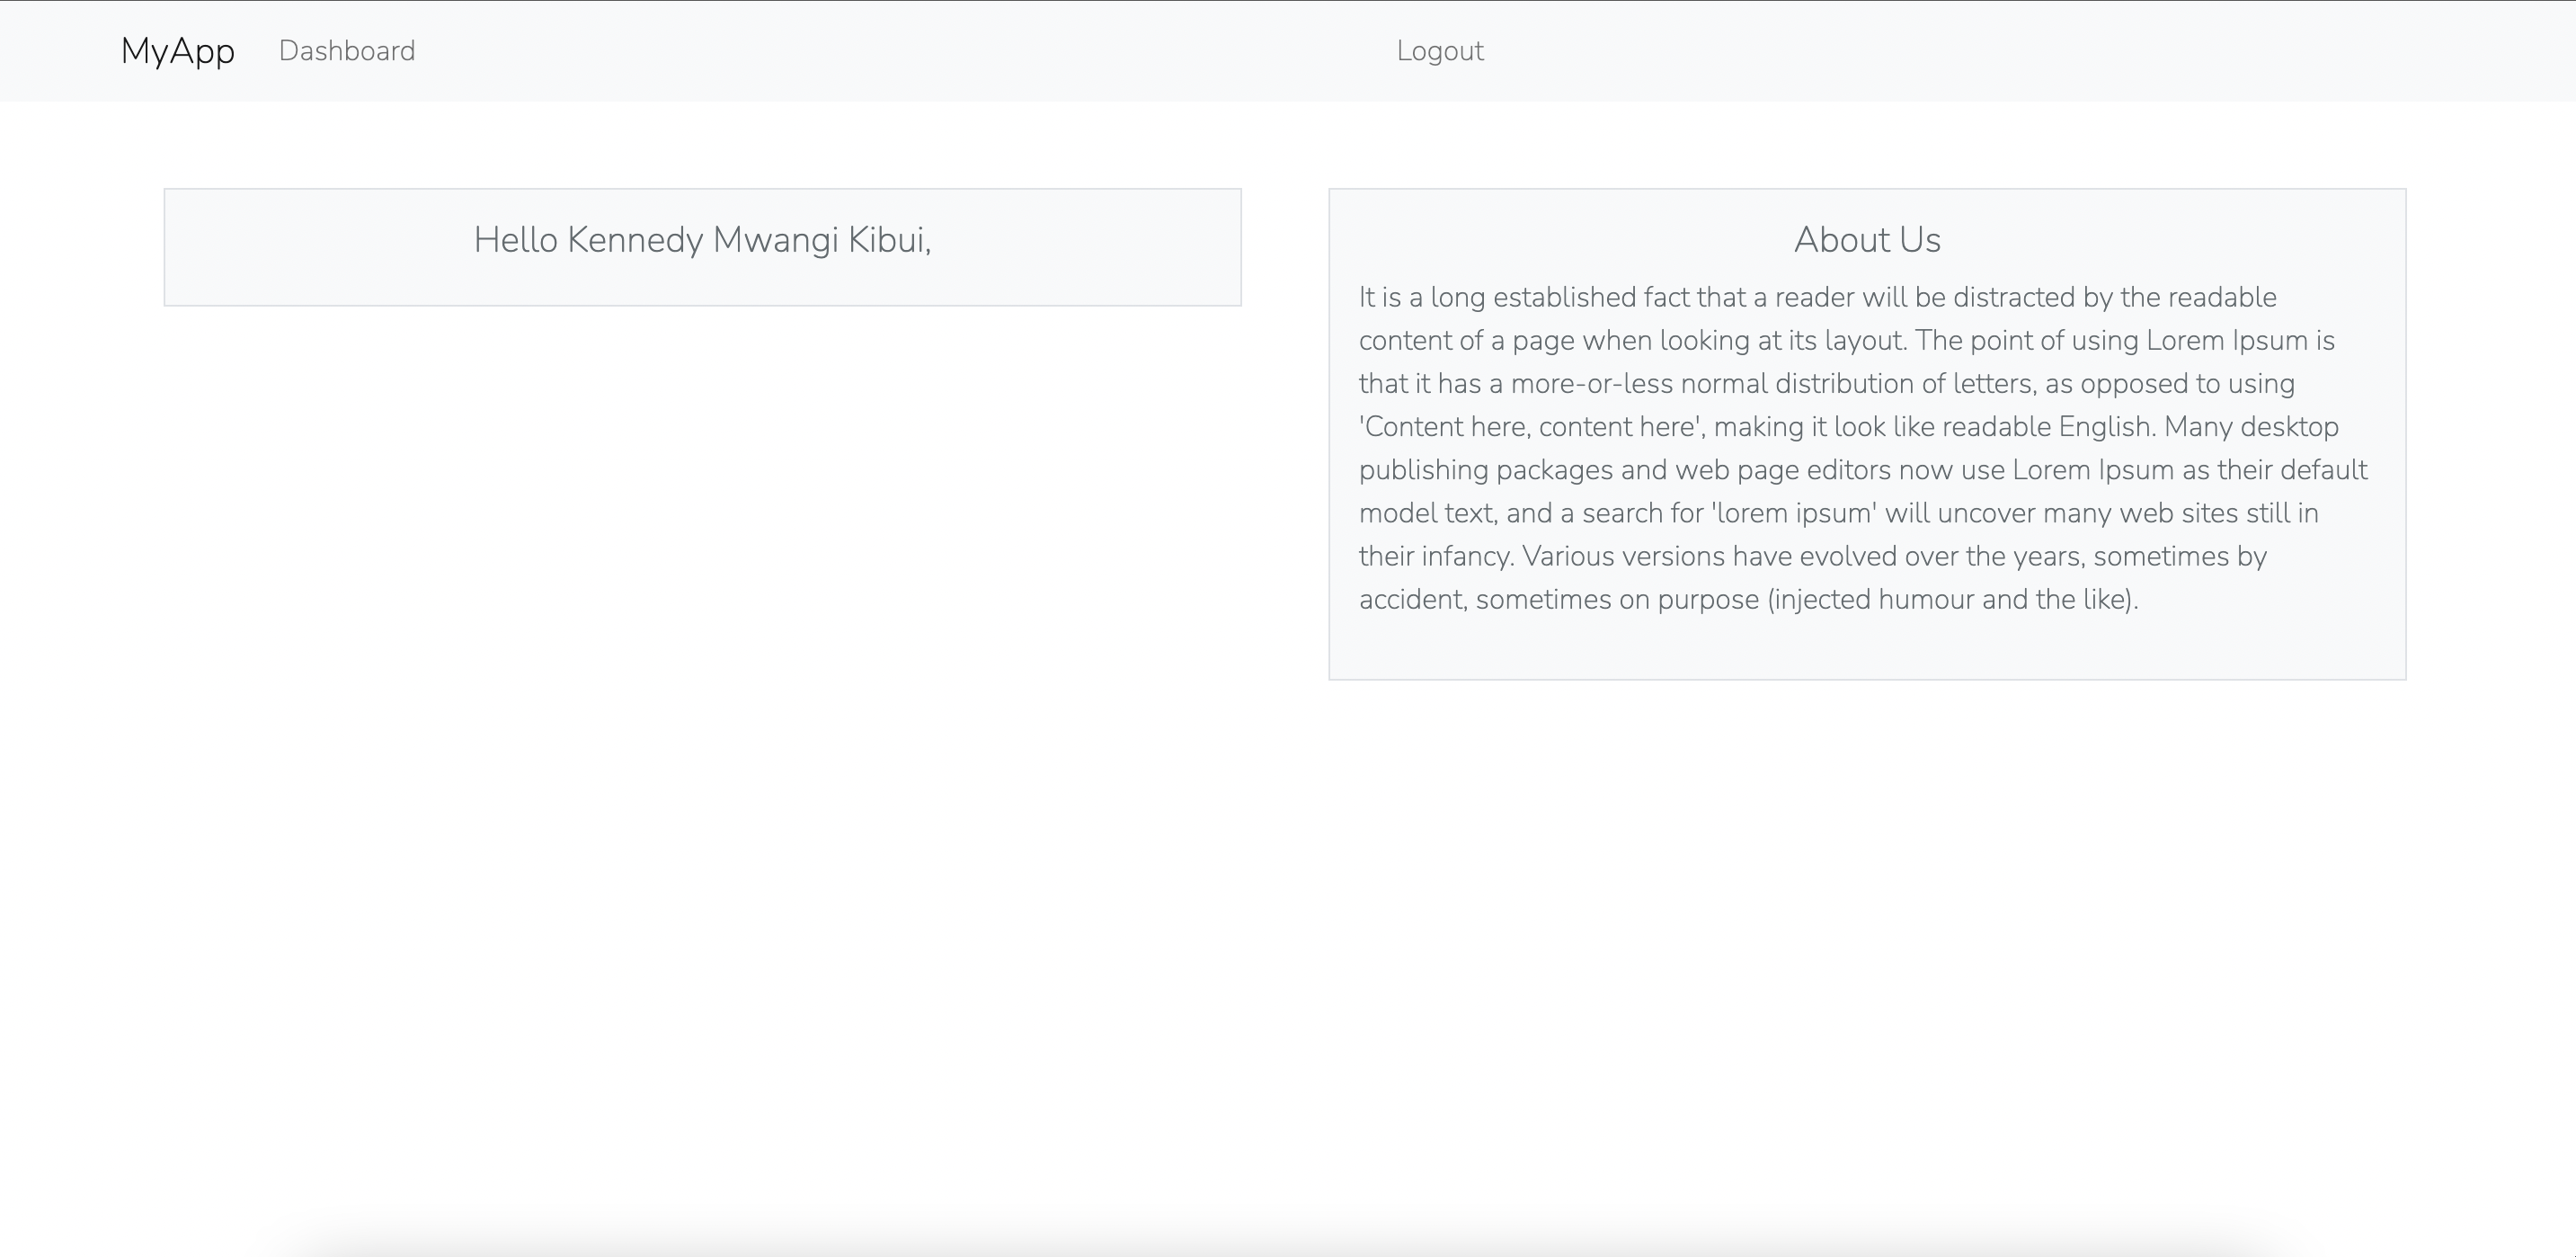 MyApp Dashboard Logout
Hello Kennedy Mwangi Kibui,
About Us
It is a long established fact that a reader will be distracted by the readable
content of a page when looking at its layout. The point of using Lorem Ipsum is
that it has a more-or-less normal distribution of letters, as opposed to using
'Content here, content here', making it look like readable English. Many desktop
publishing packages and web page editors now use Lorem Ipsum as their default
model text, and a search for 'lorem ipsum' will uncover many web sites still in
their infancy. Various versions have evolved over the years, sometimes by
accident, sometimes on purpose (injected humour and the like).